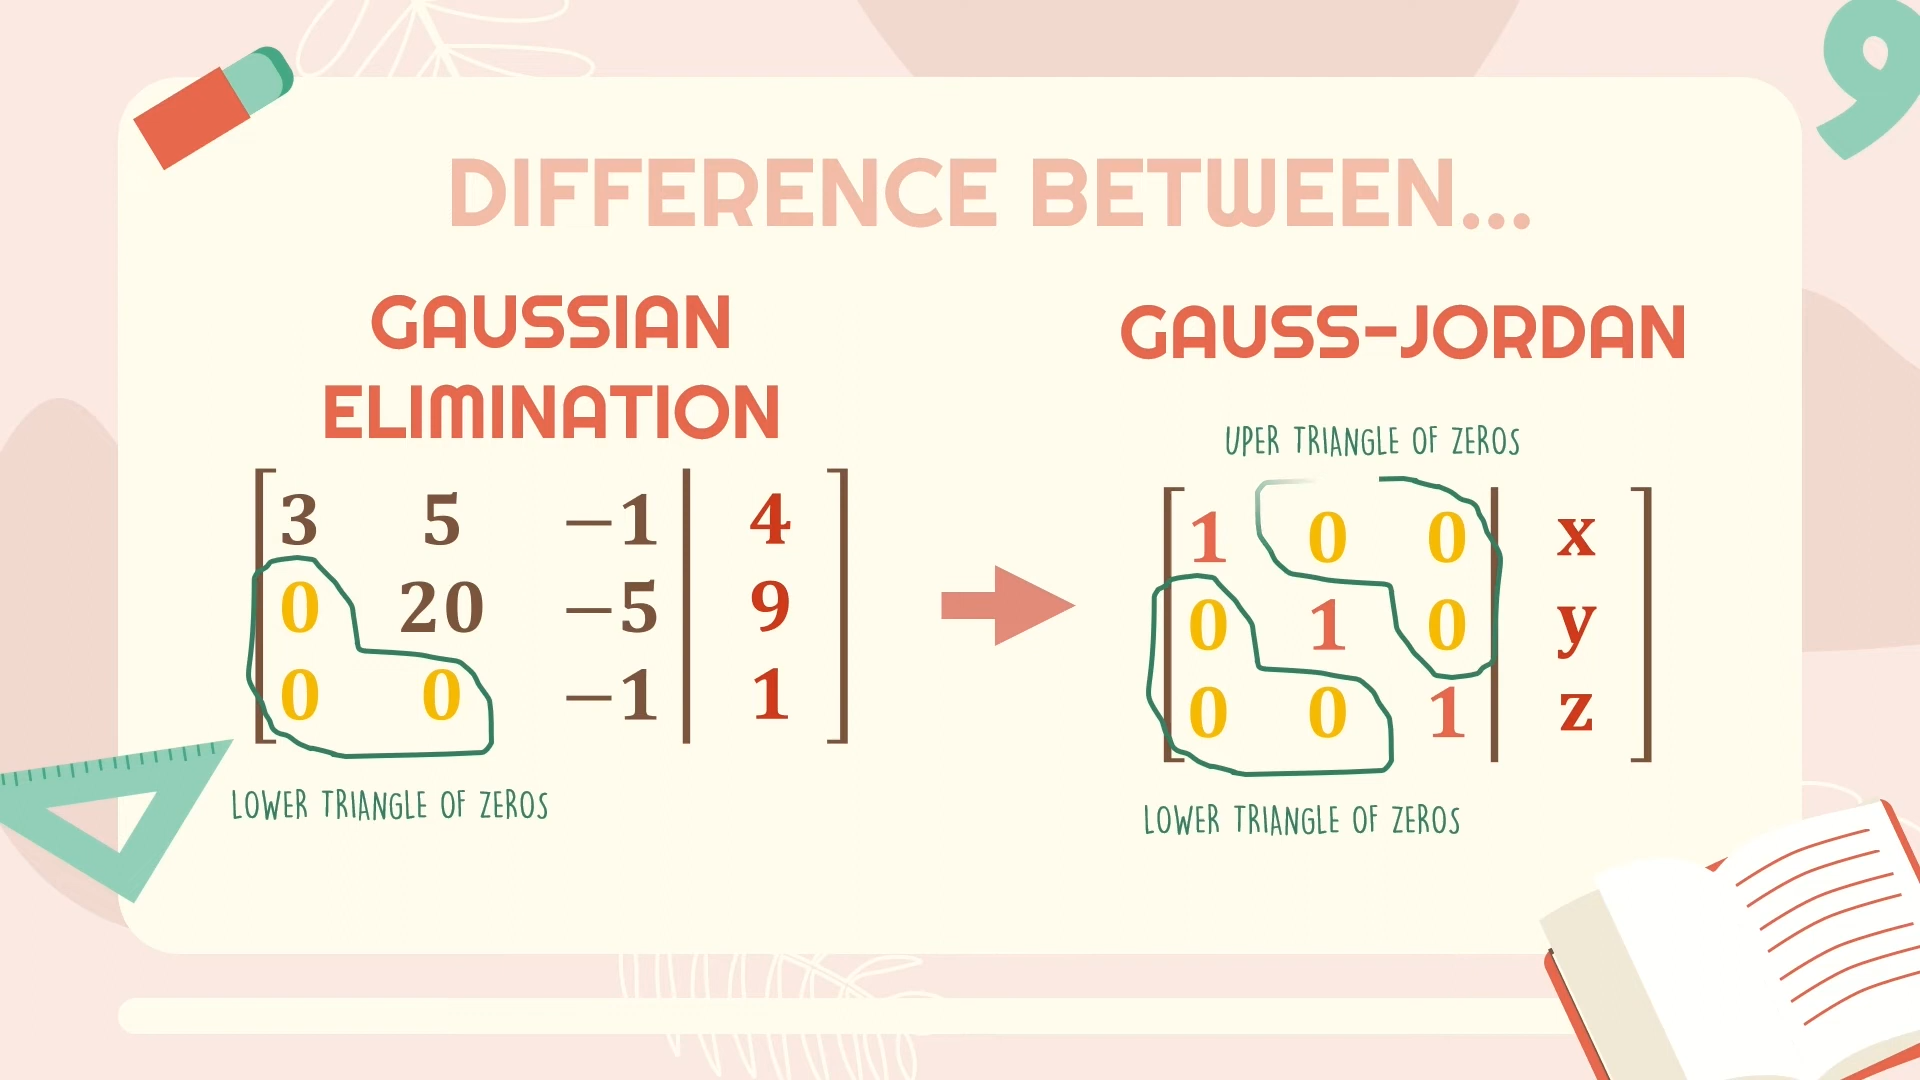 DIFFERENCE BETWEEN...
GAUSSIAN
ELIMINATION
3 5 −1 4
0 20 −5 9
0 0 −1 1
LOWER TRIANGLE OF ZEROS
GAUSS-JORDAN
UPER TRIANGLE OF ZEROS
1 0 0 x
0 1 0 y
0 0 1 z
LOWER TRIANGLE OF ZEROS
9